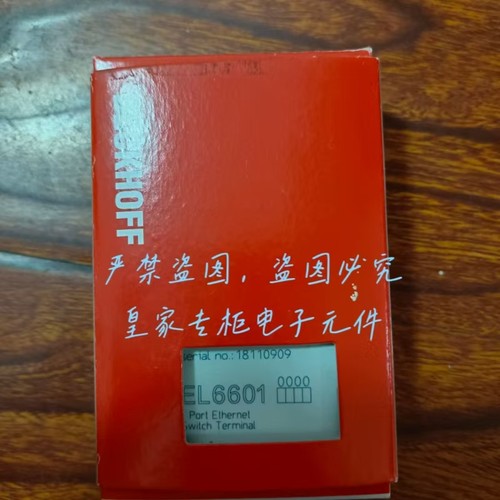 BECKHOFF
严禁盗图，盗图必究
皇家专柜电子元件
serial no.: 18110909
EL6601
0000
Port Ethernet
Switch Terminal